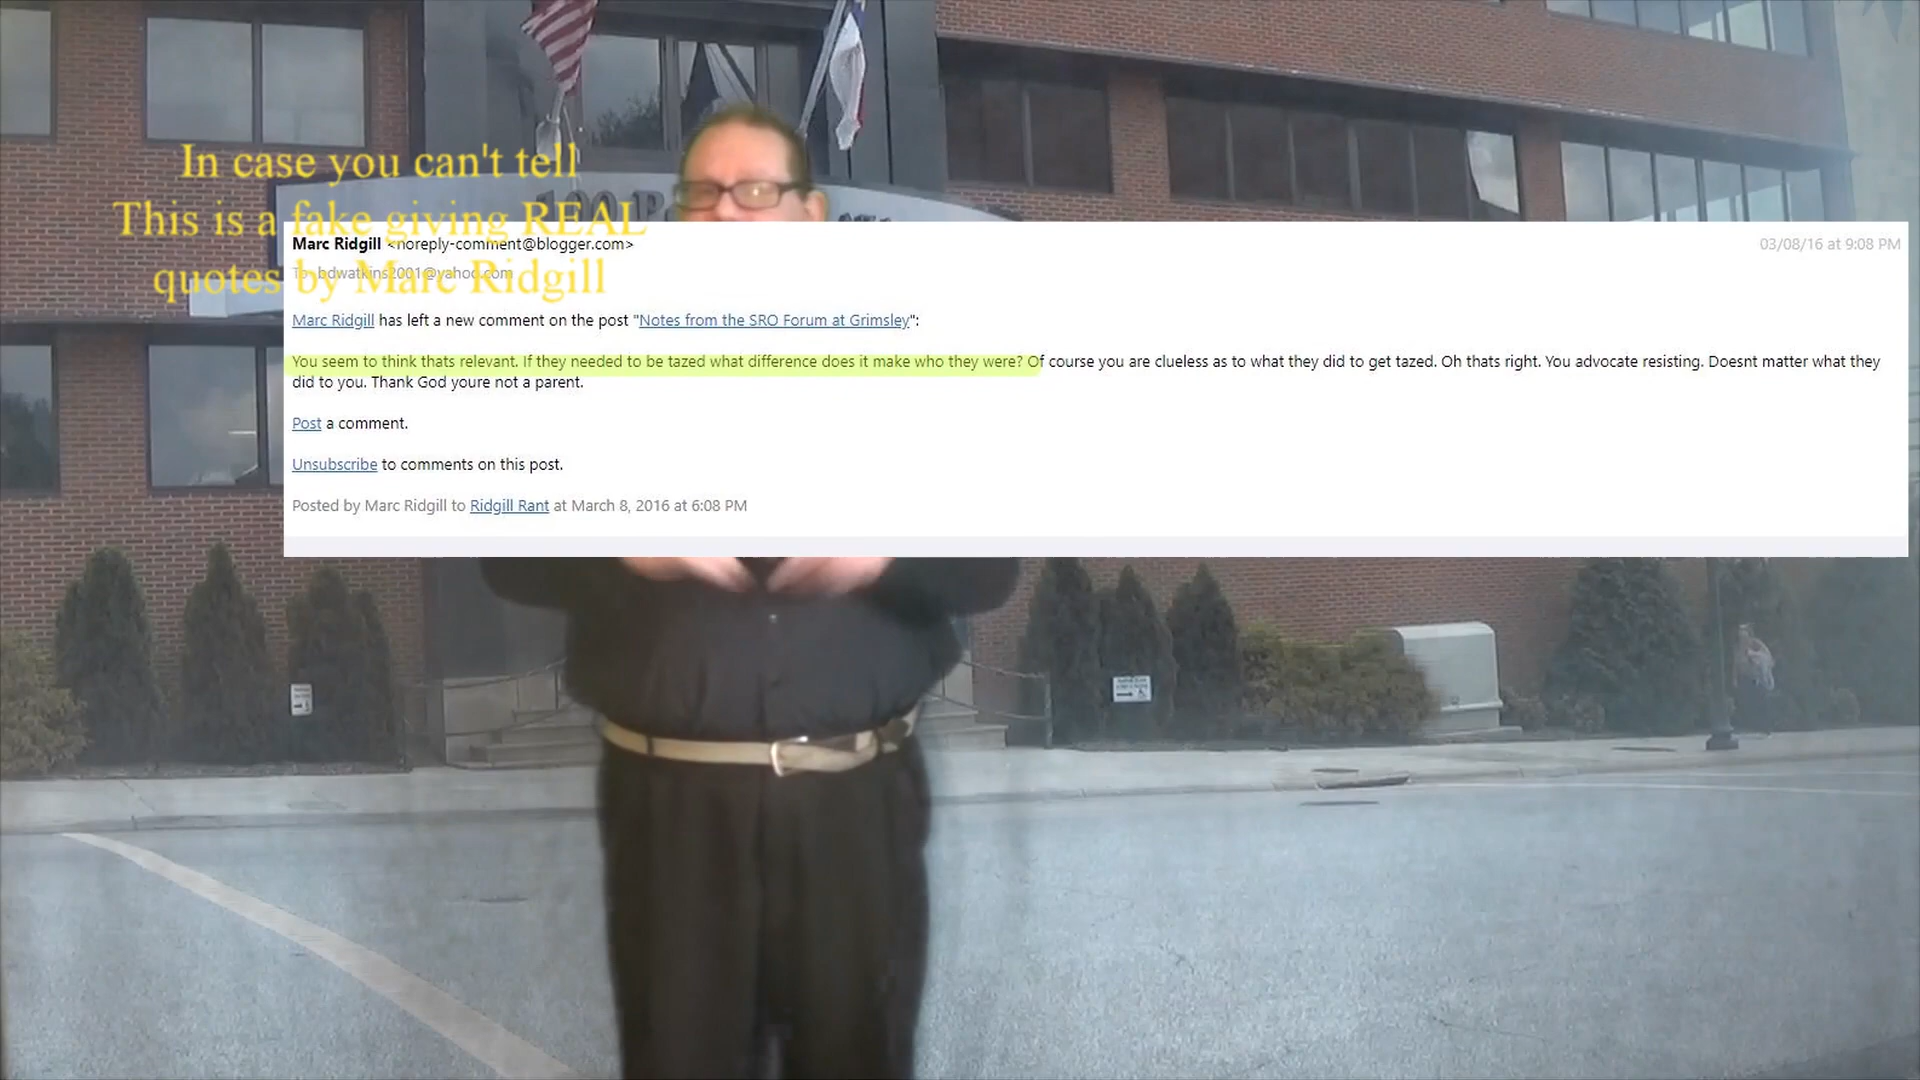 In case you can't tell
This is a fake giving REAL
quotes by Marc Ridgill
Marc Ridgill <noreply-comment@blogger.com>
03/08/16 at 9:08 PM
To bdwatkins2001@yahoo.com
Marc Ridgill has left a new comment on the post "Notes from the SRO Forum at Grimsley":
You seem to think thats relevant. If they needed to be tazed what difference does it make who they were? Of course you are clueless as to what they did to get tazed. Oh thats right. You advocate resisting. Doesnt matter what they
did to you. Thank God youre not a parent.
Post a comment.
Unsubscribe to comments on this post.
Posted by Marc Ridgill to Ridgill Rant at March 8, 2016 at 6:08 PM